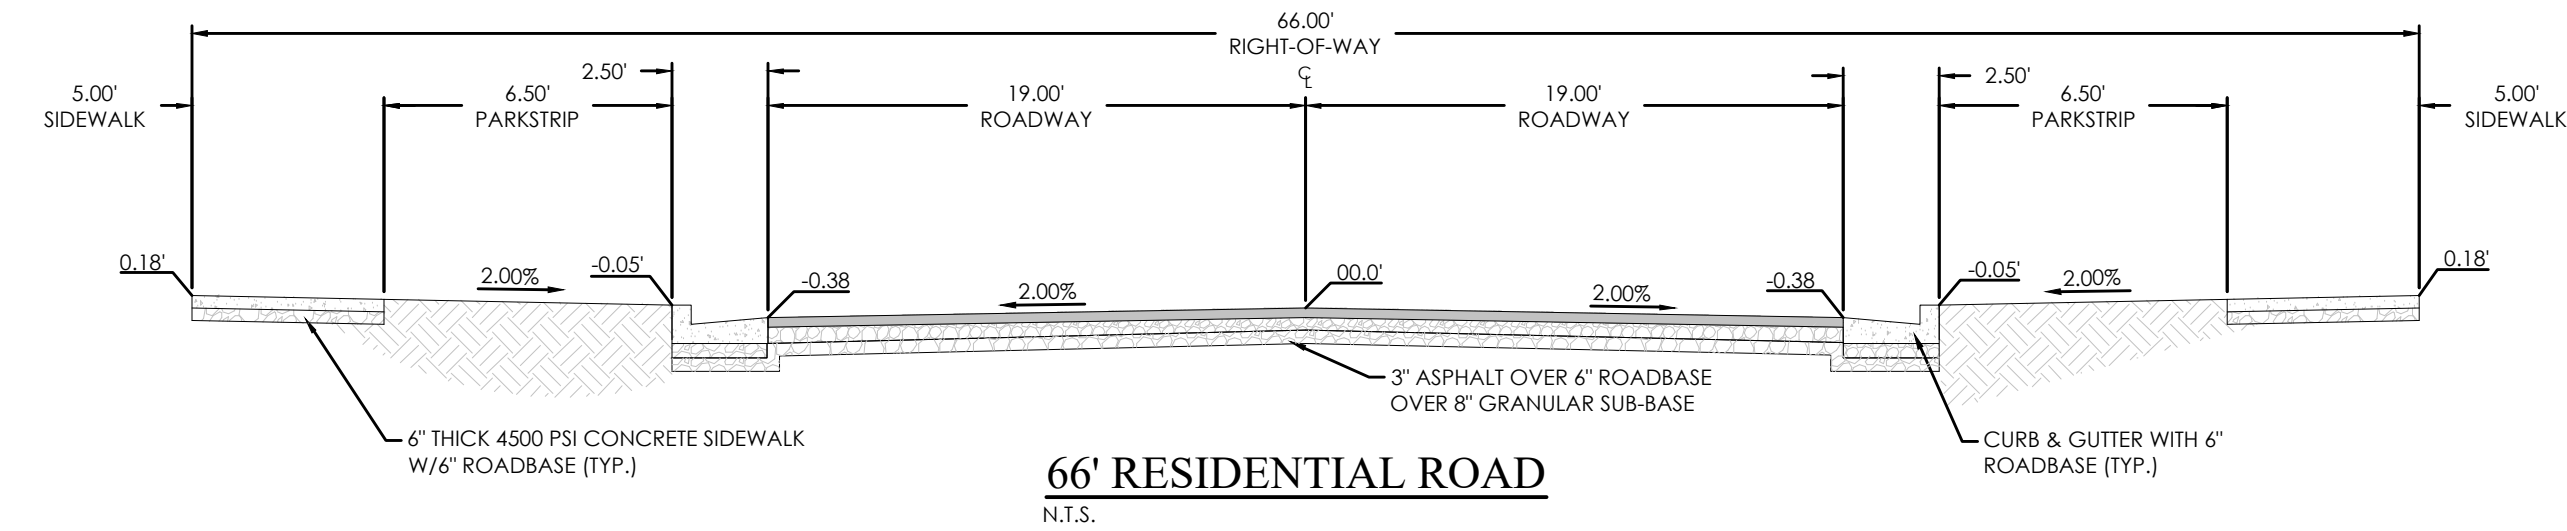 66.00'
RIGHT-OF-WAY
℄
2.50'
2.50'
5.00'
SIDEWALK
6.50'
PARKSTRIP
19.00'
ROADWAY
19.00'
ROADWAY
6.50'
PARKSTRIP
5.00'
SIDEWALK
0.18'
2.00%
-0.05'
-0.38
2.00%
00.0'
2.00%
-0.38
-0.05'
2.00%
0.18'
3" ASPHALT OVER 6" ROADBASE
OVER 8" GRANULAR SUB-BASE
6" THICK 4500 PSI CONCRETE SIDEWALK
W/6" ROADBASE (TYP.)
CURB & GUTTER WITH 6"
ROADBASE (TYP.)
66' RESIDENTIAL ROAD
N.T.S.